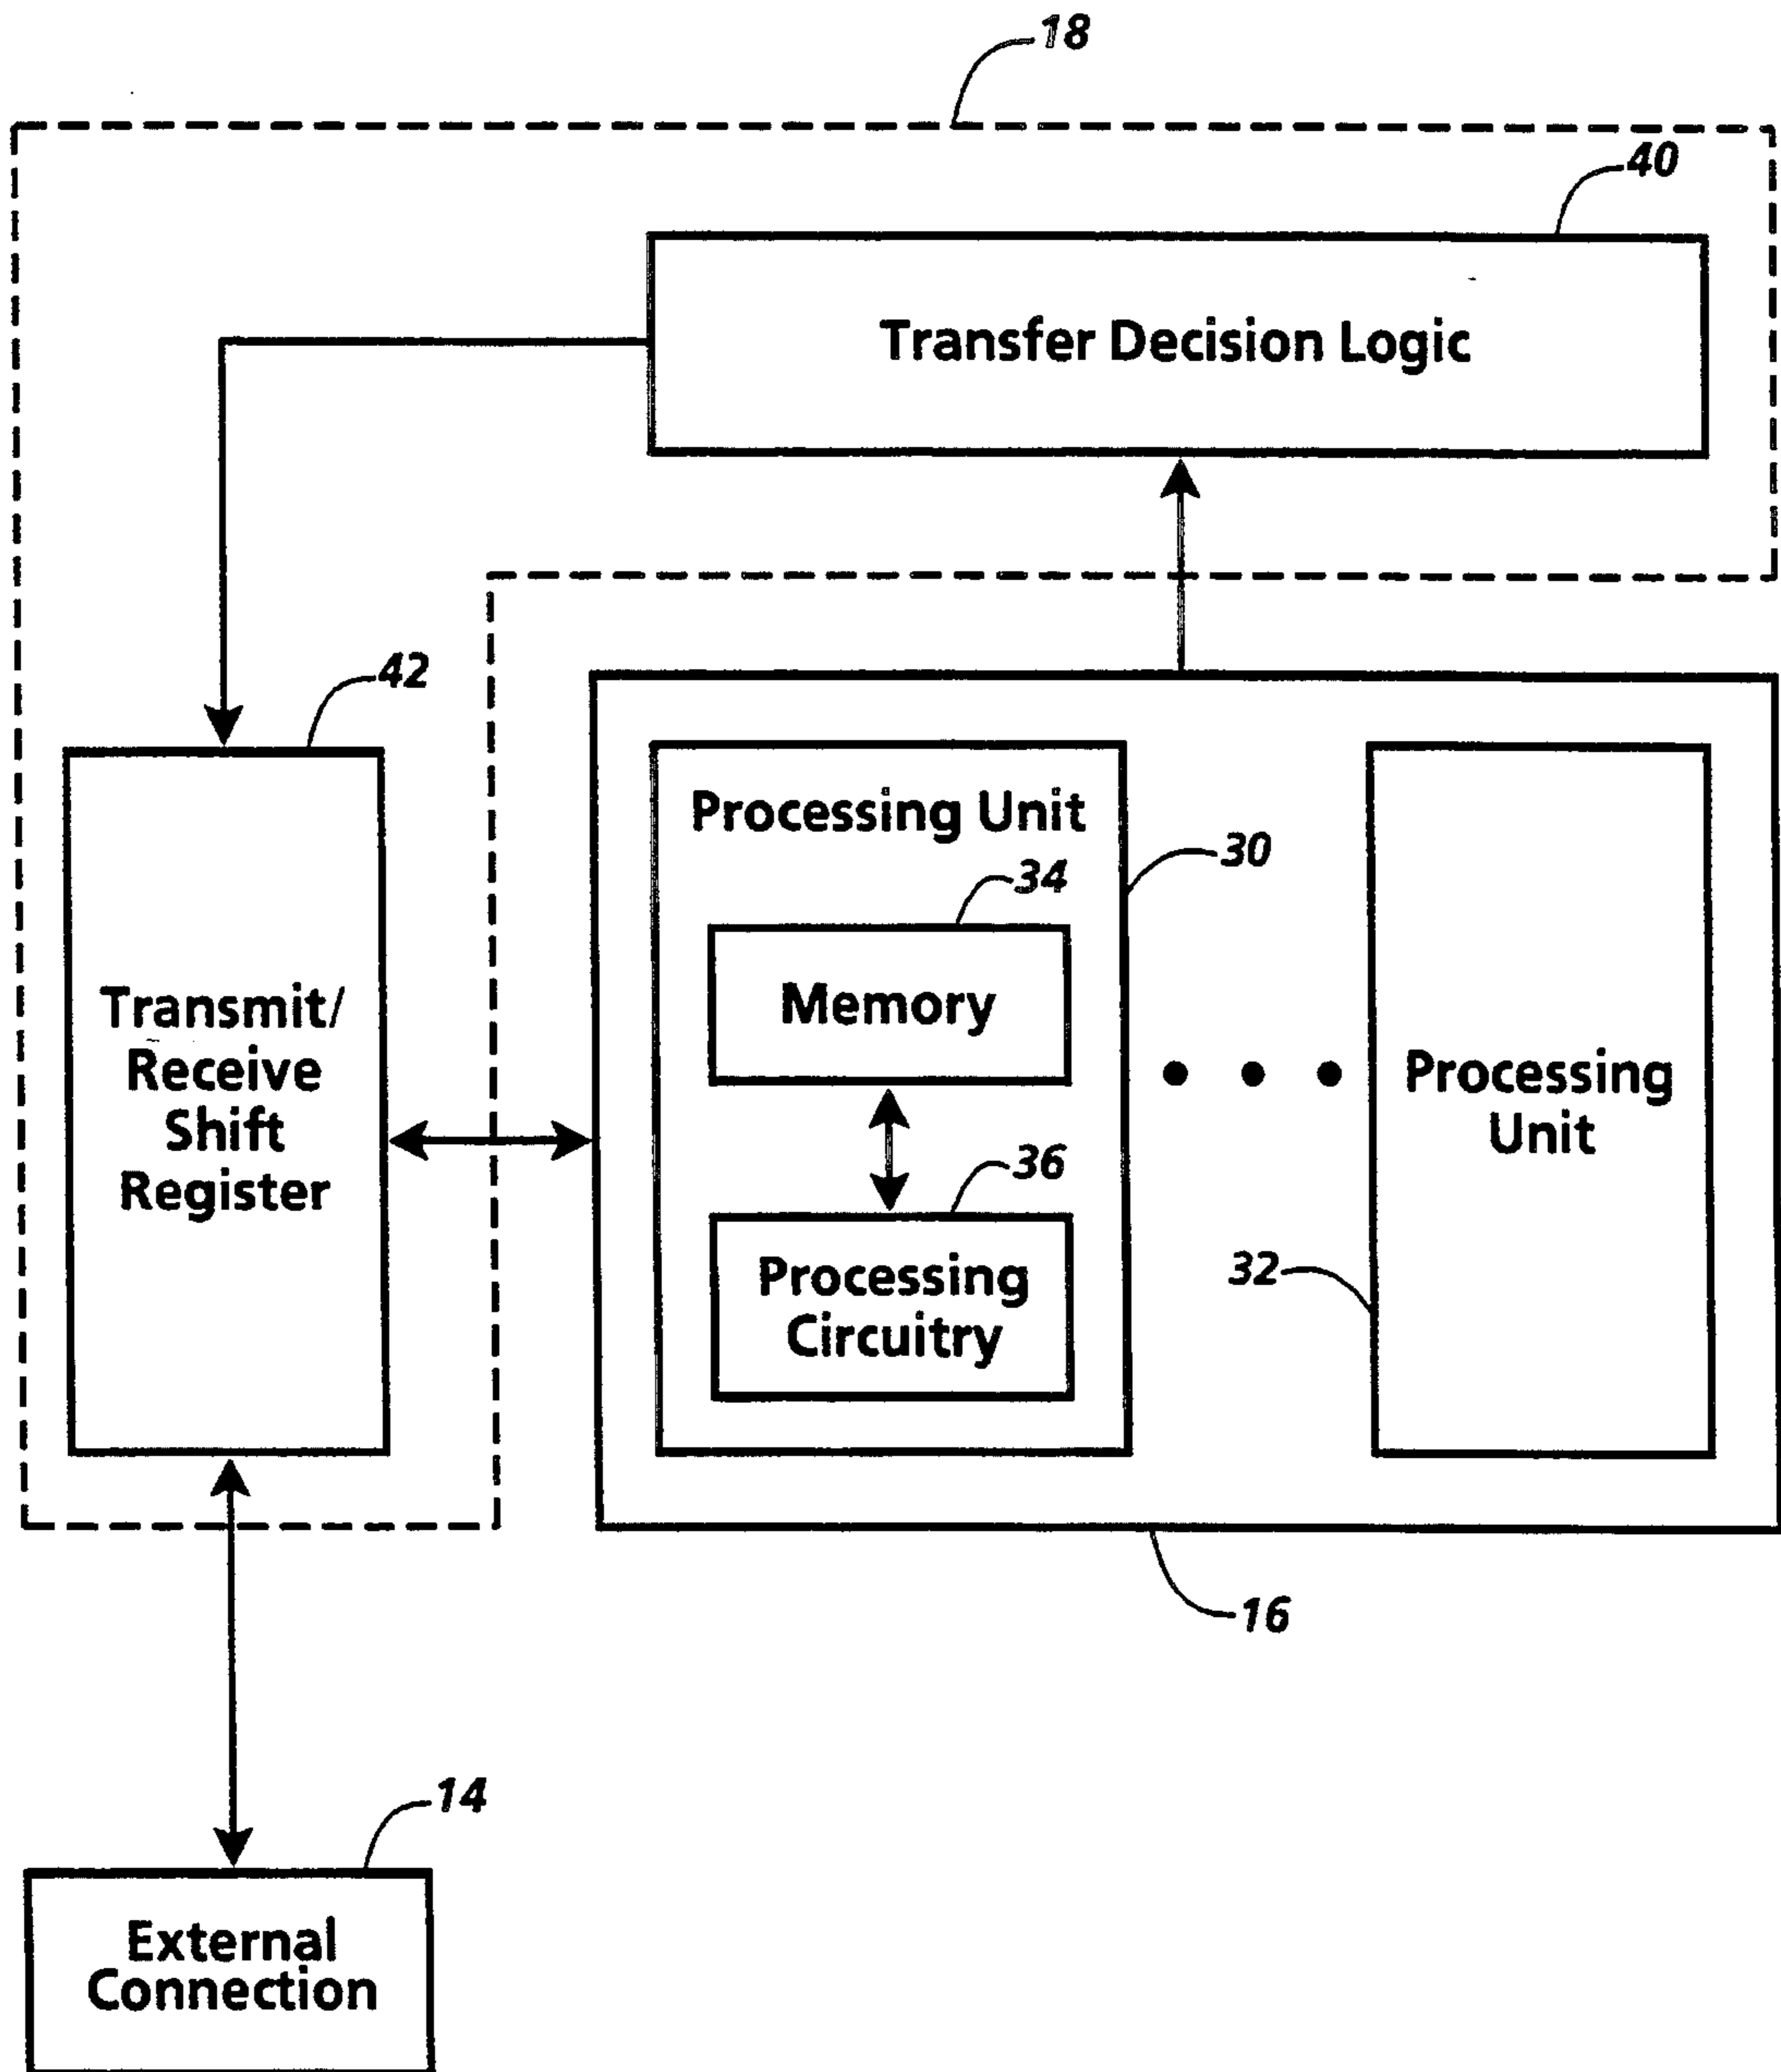 18
40
Transfer Decision Logic
42
Processing Unit
30
34
Memory
Transmit/
Receive
Shift
Register
Processing
Unit
36
Processing
Circuitry
32
16
14
External
Connection